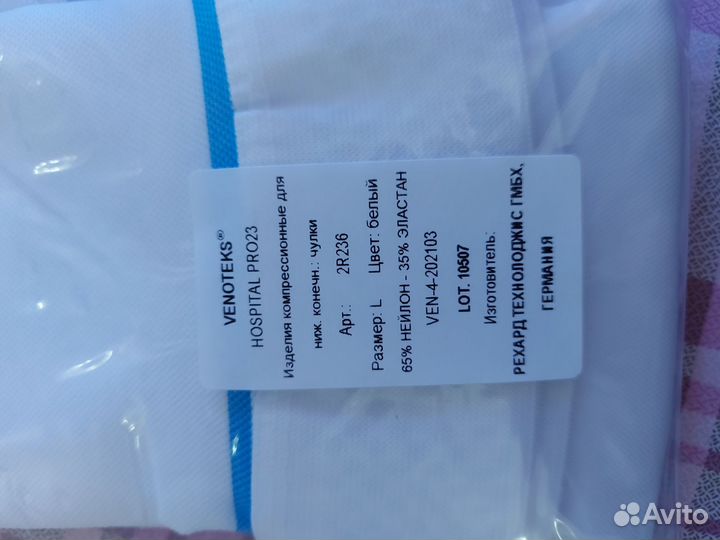 VENOTEKS®
HOSPITAL PRO23
Изделия компрессионные для
ниж. конечн.: чулки
Арт.: 2R236
Размер: L Цвет: белый
65% НЕЙЛОН - 35% ЭЛАСТАН
VEN-4-202103
LOT. 10507
Изготовитель:
РЕХАРД ТЕХНОЛОДЖИС ГМБХ,
ГЕРМАНИЯ
Avito